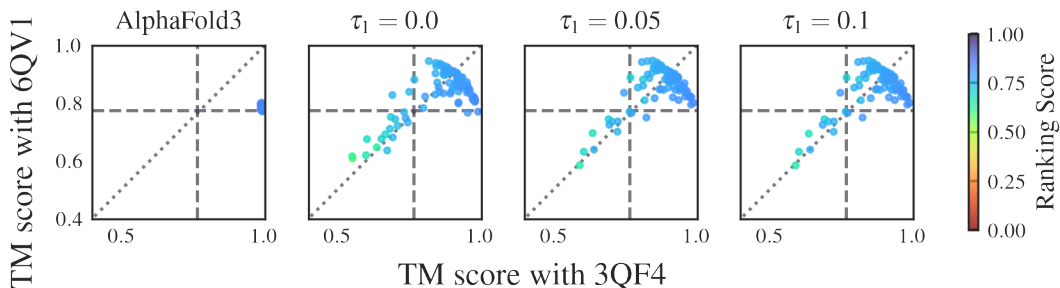 AlphaFold3
τ₁ = 0.0
τ₁ = 0.05
τ₁ = 0.1
TM score with 6QV1
1.0
0.8
0.6
0.4
0.5 1.0
0.5 1.0
0.5 1.0
0.5 1.0
TM score with 3QF4
1.00
0.75
0.50
0.25
0.00
Ranking Score